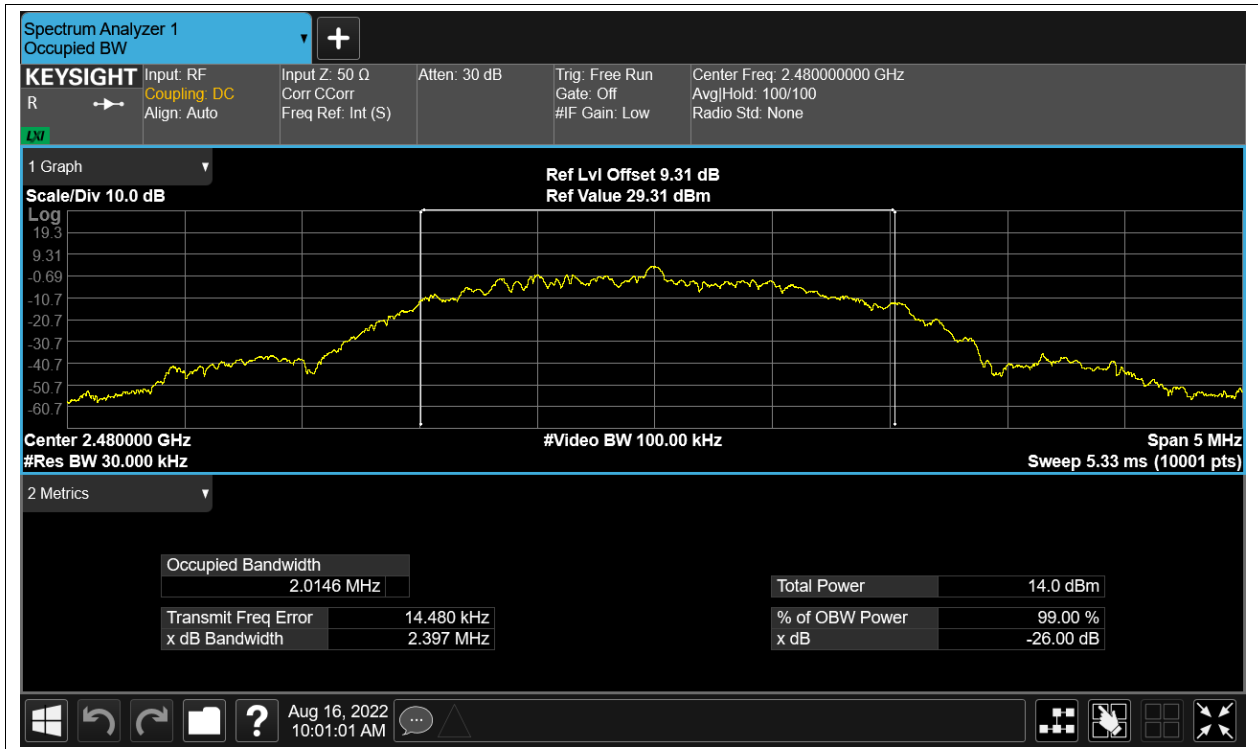 Spectrum Analyzer 1
Occupied BW
KEYSIGHT
R
LXI
Input: RF
Coupling: DC
Align: Auto
Input Z: 50 Ω
Corr CCorr
Freq Ref: Int (S)
Atten: 30 dB
Trig: Free Run
Gate: Off
#IF Gain: Low
Center Freq: 2.480000000 GHz
Avg|Hold: 100/100
Radio Std: None
1 Graph
Scale/Div 10.0 dB
Ref Lvl Offset 9.31 dB
Ref Value 29.31 dBm
Log
19.3
9.31
-0.69
-10.7
-20.7
-30.7
-40.7
-50.7
-60.7
Center 2.480000 GHz
#Video BW 100.00 kHz
Span 5 MHz
#Res BW 30.000 kHz
Sweep 5.33 ms (10001 pts)
2 Metrics
Occupied Bandwidth
2.0146 MHz
Total Power 14.0 dBm
Transmit Freq Error 14.480 kHz
% of OBW Power 99.00 %
x dB Bandwidth 2.397 MHz
x dB -26.00 dB
?
Aug 16, 2022
10:01:01 AM